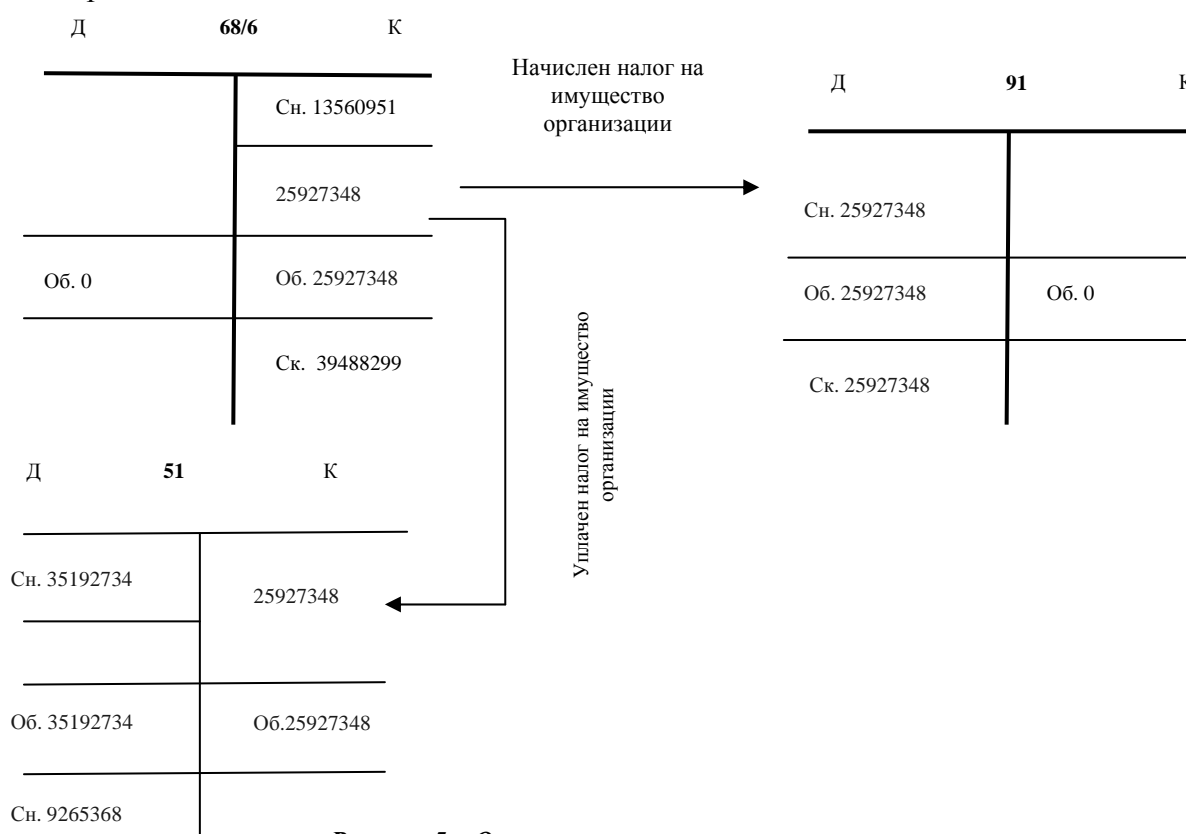 Д 68/6 К
Сн. 13560951
25927348
Об. 0 Об. 25927348
Ск. 39488299
Начислен налог на
имущество
организации
Д 91 К
Сн. 25927348
Об. 25927348 Об. 0
Ск. 25927348
Уплачен налог на имущество
организации
Д 51 К
Сн. 35192734
25927348
Об. 35192734 Об.25927348
Сн. 9265368